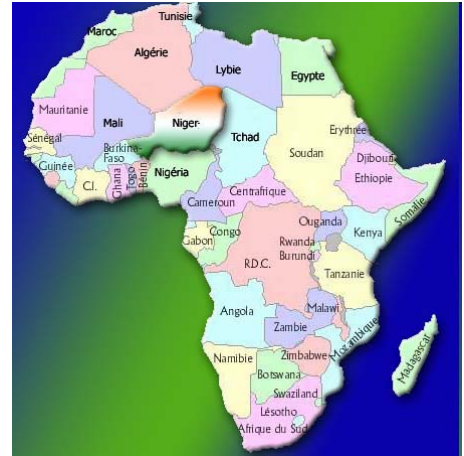 Tunisie
Maroc
Algérie
Lybie
Egypte
Mauritanie
Mali
Niger-
Tchad
Soudan
Erythrée
Sénégal
Burkina-
Faso
Guinée
C.I.
Ghana
Togo
Bénin
Nigéria
Djibouti
Ethiopie
Centrafrique
Cameroun
Somalie
Ouganda
Kenya
Gabon
Congo
Rwanda
Burundi
R.D.C.
Tanzanie
Angola
Malawi
Zambie
Mozambique
Zimbabwe
Namibie
Botswana
Madagascar
Swaziland
Lésotho
Afrique du Sud